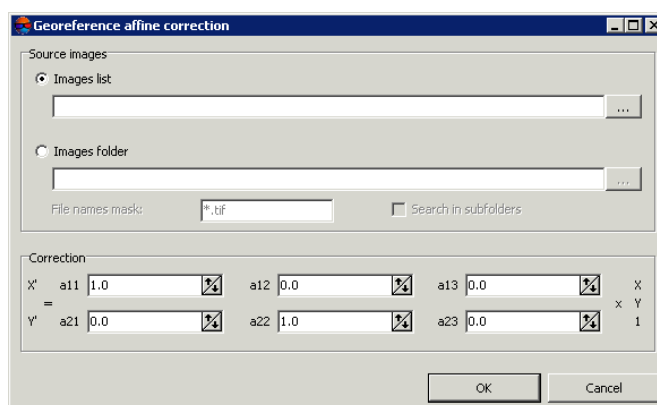 Georeference affine correction
Source images
Images list
...
Images folder
...
File names mask: *.tif Search in subfolders
Correction
X' a11 1.0 a12 0.0 a13 0.0 X
= x Y
Y' a21 0.0 a22 1.0 a23 0.0 1
OK Cancel